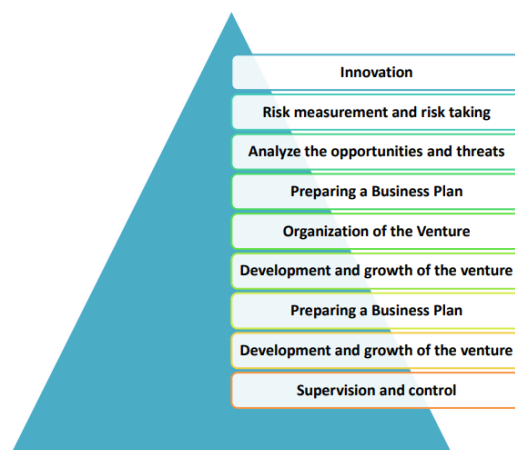 Innovation
Risk measurement and risk taking
Analyze the opportunities and threats
Preparing a Business Plan
Organization of the Venture
Development and growth of the venture
Preparing a Business Plan
Development and growth of the venture
Supervision and control